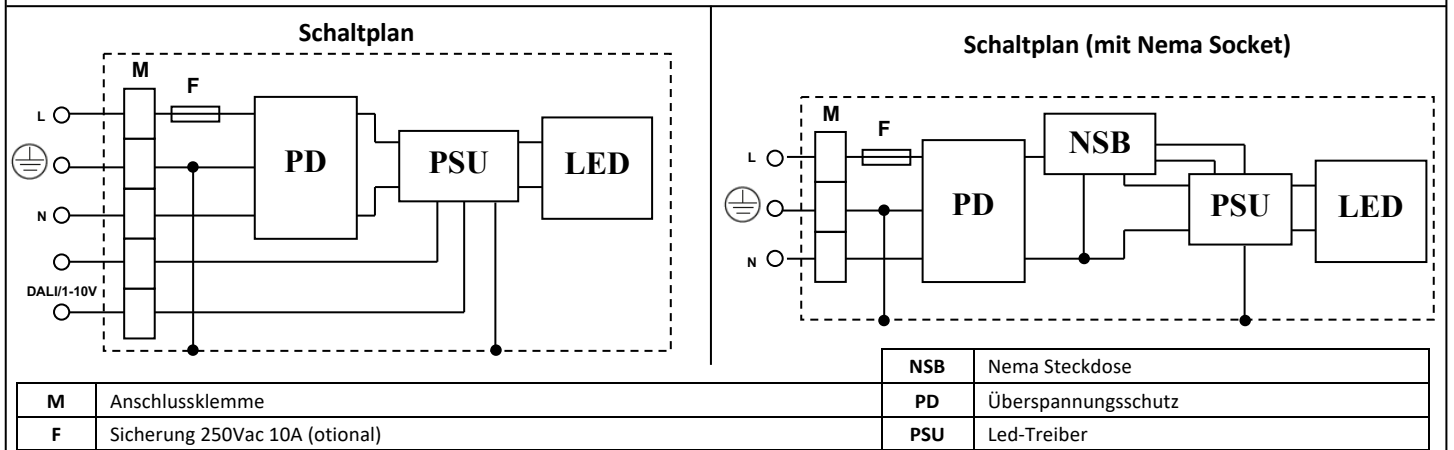 Schaltplan
M
F
L
PD
PSU
LED
N
DALI/1-10V
Schaltplan (mit Nema Socket)
M
F
NSB
L
PD
PSU
LED
N
NSB Nema Steckdose
M Anschlussklemme PD Überspannungsschutz
F Sicherung 250Vac 10A (otional) PSU Led-Treiber